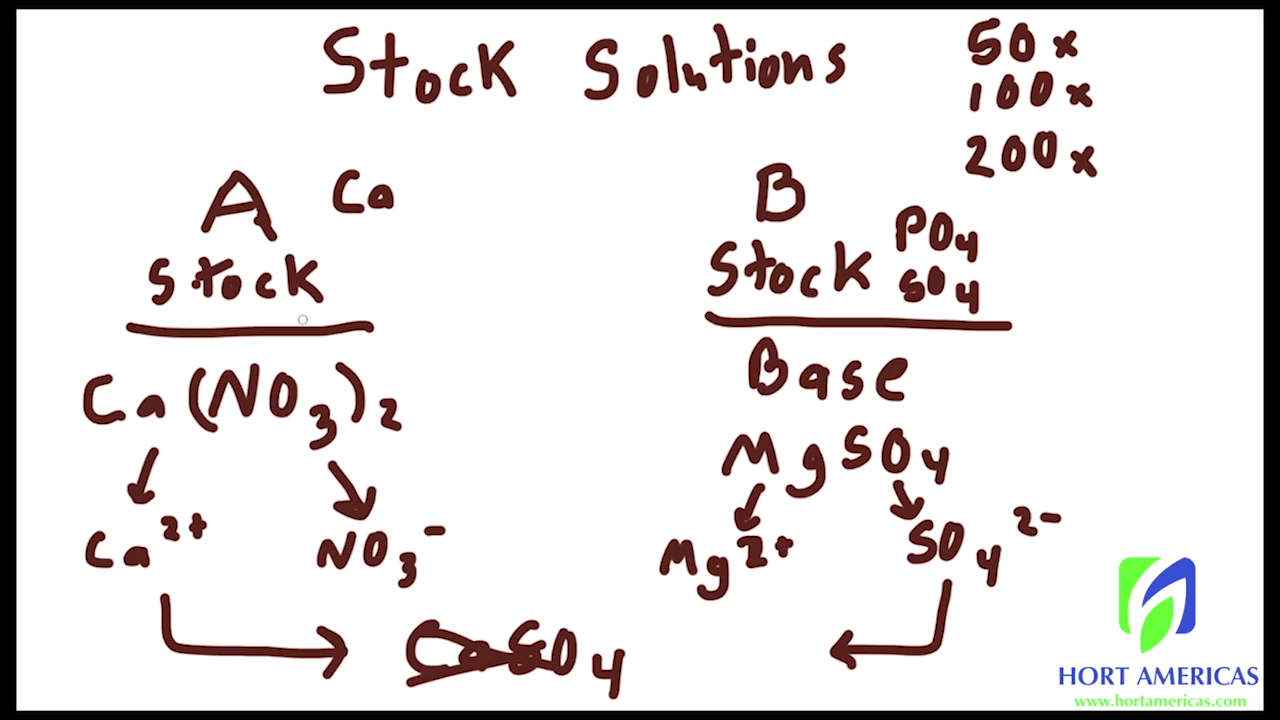 Stock Solutions
50x
100x
200x
A Ca
Stock
Ca(NO₃)₂
Ca²⁺ NO₃⁻
B
Stock PO₄
SO₄
Base
MgSO₄
Mg²⁺ SO₄²⁻
CaSO₄
HORT AMERICAS
www.hortamericas.com